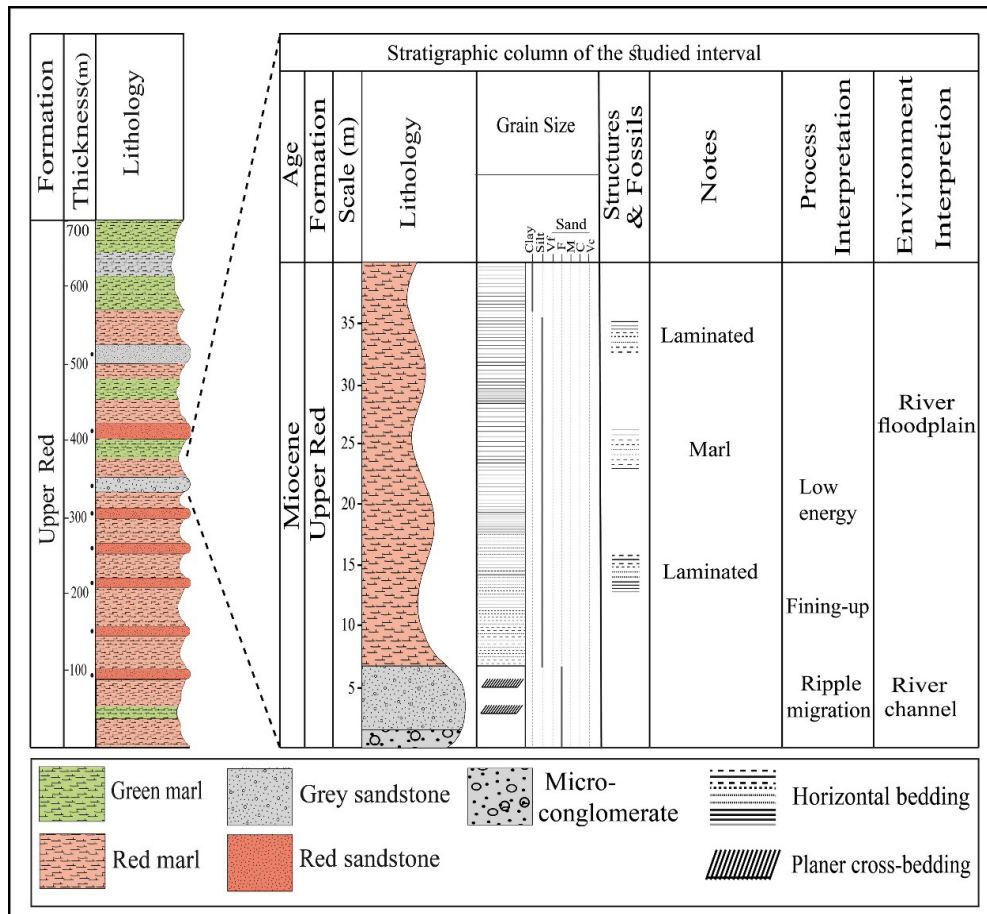 Stratigraphic column of the studied interval
Formation
Thickness(m)
Lithology
Age
Formation
Scale (m)
Lithology
Grain Size
Sand
Clay
Silt
Vf
F
M
C
Vc
Structures
& Fossils
Notes
Process
Interpretation
Environment
Interpretion
Upper Red
700
600
500
400
300
200
100
Miocene
Upper Red
35
30
25
20
15
10
5
Laminated
Marl
Laminated
Low
energy
Fining-up
Ripple
migration
River
floodplain
River
channel
Green marl
Red marl
Grey sandstone
Red sandstone
Micro-
conglomerate
Horizontal bedding
Planer cross-bedding